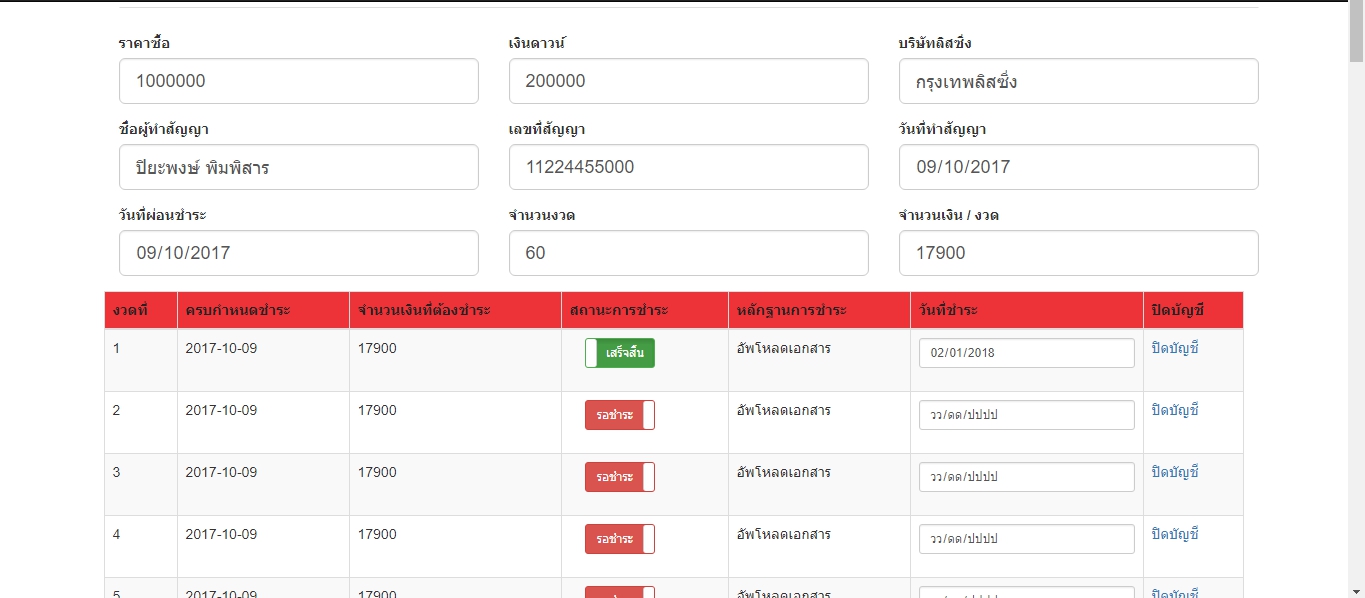 ราคาซื้อ เงินดาวน์ บริษัทลิสซิ่ง
1000000 200000 กรุงเทพลิสซิ่ง
ชื่อผู้ทำสัญญา เลขที่สัญญา วันที่ทำสัญญา
ปิยะพงษ์ พิมพิสาร 11224455000 09/10/2017
วันที่ผ่อนชำระ จำนวนงวด จำนวนเงิน / งวด
09/10/2017 60 17900
งวดที่ ครบกำหนดชำระ จำนวนเงินที่ต้องชำระ สถานะการชำระ หลักฐานการชำระ วันที่ชำระ ปิดบัญชี
1 2017-10-09 17900 เสร็จสิ้น อัพโหลดเอกสาร 02/01/2018 ปิดบัญชี
2 2017-10-09 17900 รอชำระ อัพโหลดเอกสาร วว/ดด/ปปปป ปิดบัญชี
3 2017-10-09 17900 รอชำระ อัพโหลดเอกสาร วว/ดด/ปปปป ปิดบัญชี
4 2017-10-09 17900 รอชำระ อัพโหลดเอกสาร วว/ดด/ปปปป ปิดบัญชี
5 2017-10-09 17900 อัพโหลดเอกสาร ปิดบัญชี